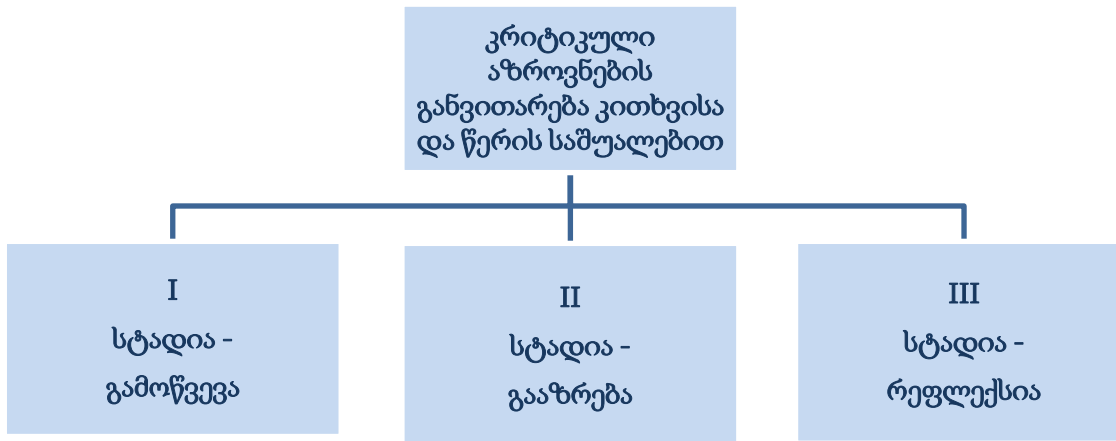 კრიტიკული
აზროვნების
განვითარება კითხვისა
და წერის საშუალებით
I
სტადია -
გამოწვევა
II
სტადია -
გააზრება
III
სტადია -
რეფლექსია